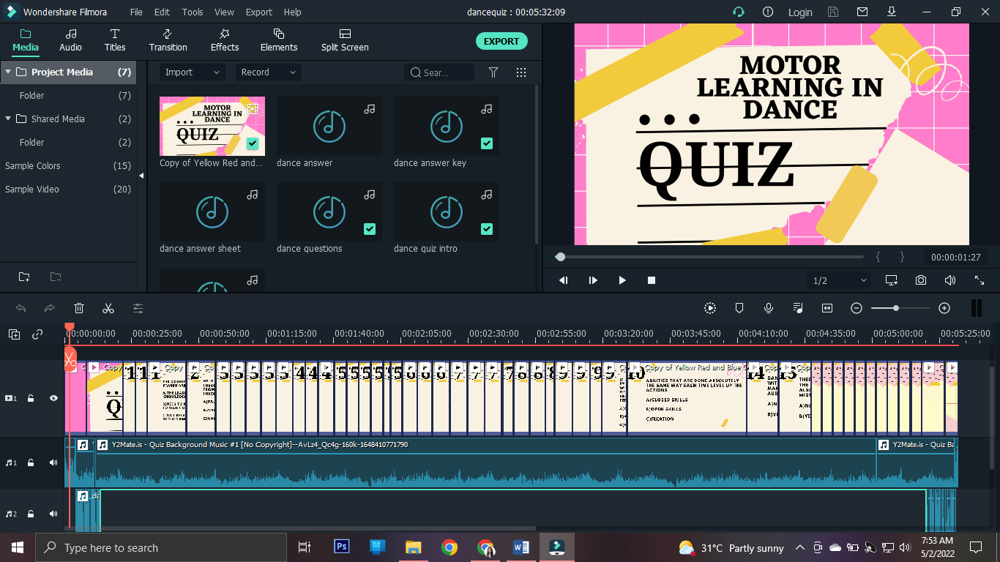 Wondershare Filmora File Edit Tools View Export Help dancequiz : 00:05:32:09 Login
Media Audio Titles Transition Effects Elements Split Screen EXPORT
Project Media (7)
Folder (7)
Shared Media (2)
Folder (2)
Sample Colors (15)
Sample Video (20)
Import Record Sear...
MOTOR
LEARNING IN
DANCE
QUIZ
Copy of Yellow Red and... dance answer dance answer key
dance answer sheet dance questions dance quiz intro
MOTOR
LEARNING IN
DANCE
QUIZ
{ } 00:00:01:27
1/2
00:00:00:00 00:00:25:00 00:00:50:00 00:01:15:00 00:01:40:00 00:02:05:00 00:02:30:00 00:02:55:00 00:03:20:00 00:03:45:00 00:04:10:00 00:04:35:00 00:05:00:00 00:05:25:00
Copy of Yellow Red and Blue
10
ABILITIES THAT ARE DONE ABSOLUTELY
THE SAME WAY EACH TIME LEVEL UP THE
ACTIONS
A)CLOSED SKILLS
B)OPEN SKILLS
C)FIXATION
14 15
1
1 Y2Mate.is - Quiz Background Music #1 [No Copyright]--AvLz4_Qc4g-160k-1648410771790 Y2Mate.is - Quiz Ba
2
Type here to search
Ps
W
31°C Partly sunny
7:53 AM
5/2/2022